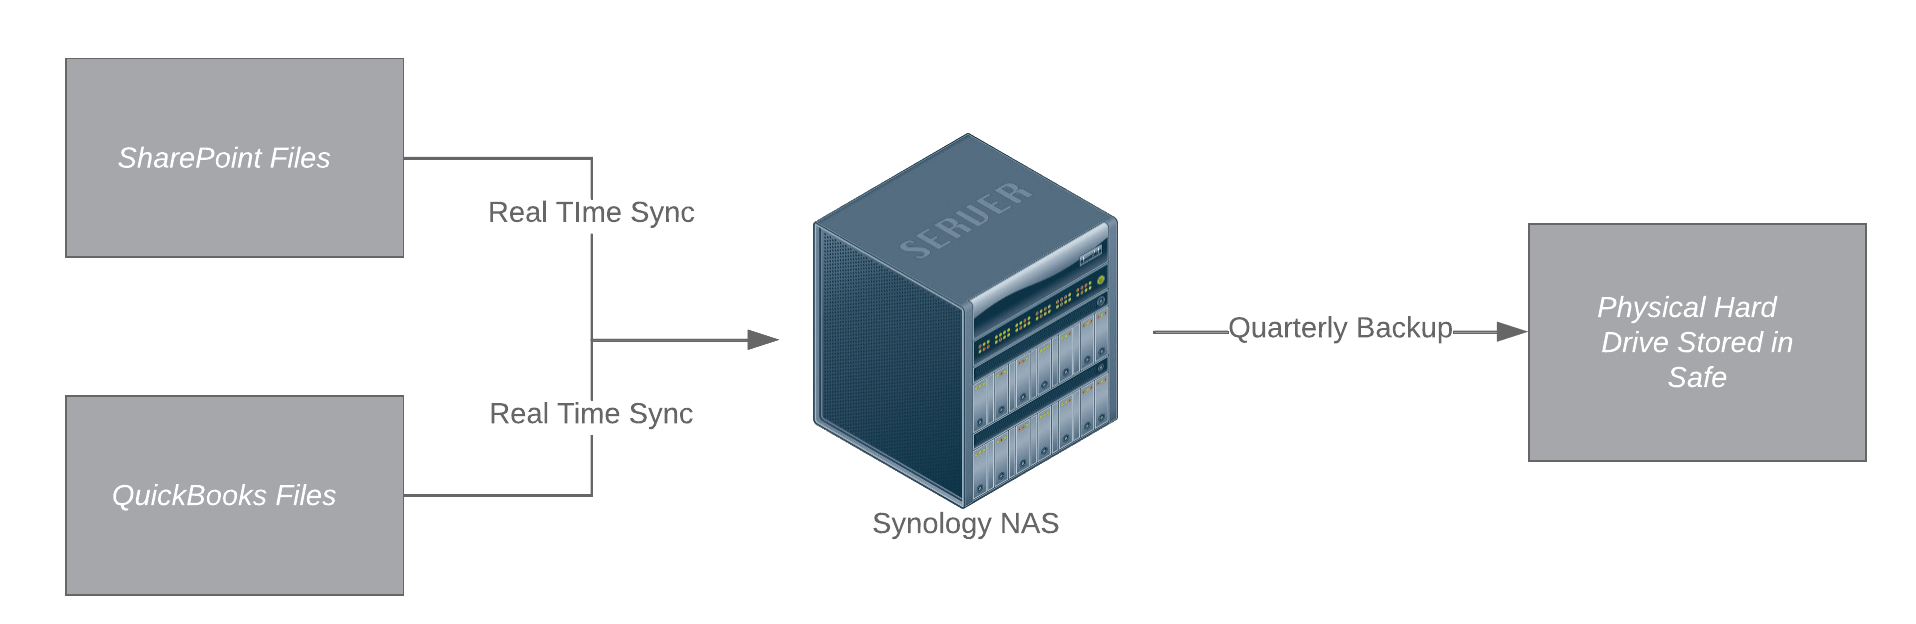 SharePoint Files
Real TIme Sync
SERVER
Quarterly Backup
Physical Hard
Drive Stored in
Safe
Real Time Sync
QuickBooks Files
Synology NAS